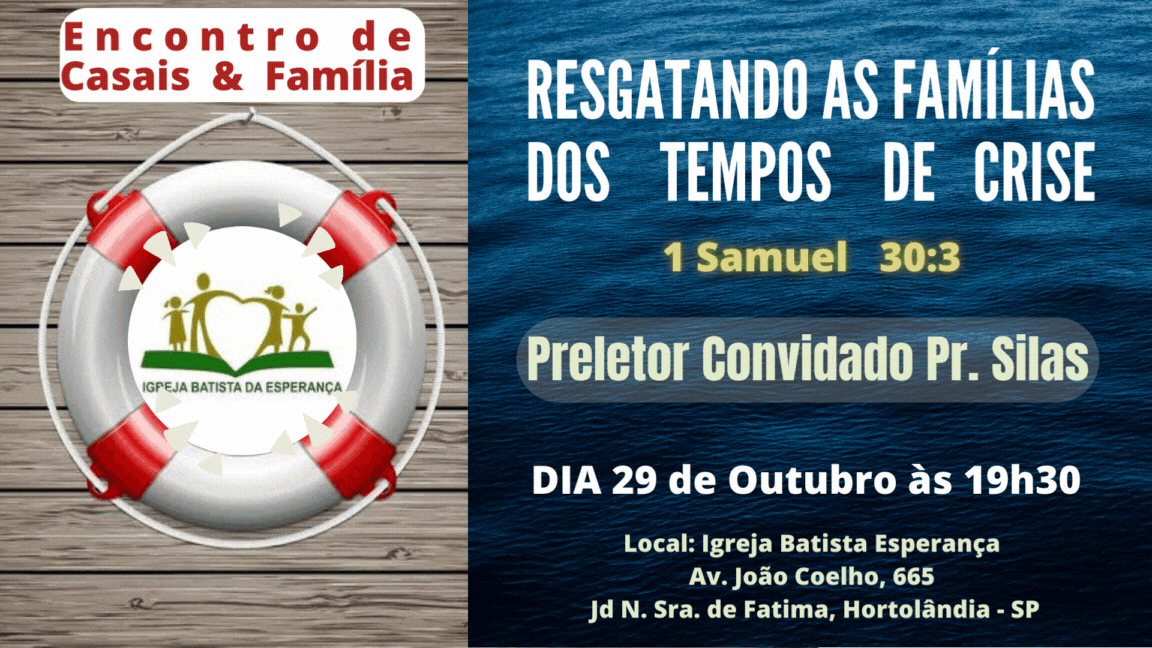 Encontro de
Casais & Família
IGREJA BATISTA DA ESPERANÇA
RESGATANDO AS FAMÍLIAS
DOS TEMPOS DE CRISE
1 Samuel 30:3
Preletor Convidado Pr. Silas
DIA 29 de Outubro às 19h30
Local: Igreja Batista Esperança
Av. João Coelho, 665
Jd N. Sra. de Fatima, Hortolândia - SP